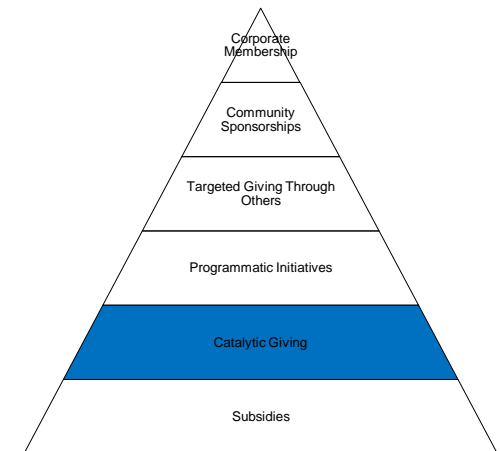 Corporate
Membership
Community
Sponsorships
Targeted Giving Through
Others
Programmatic Initiatives
Catalytic Giving
Subsidies